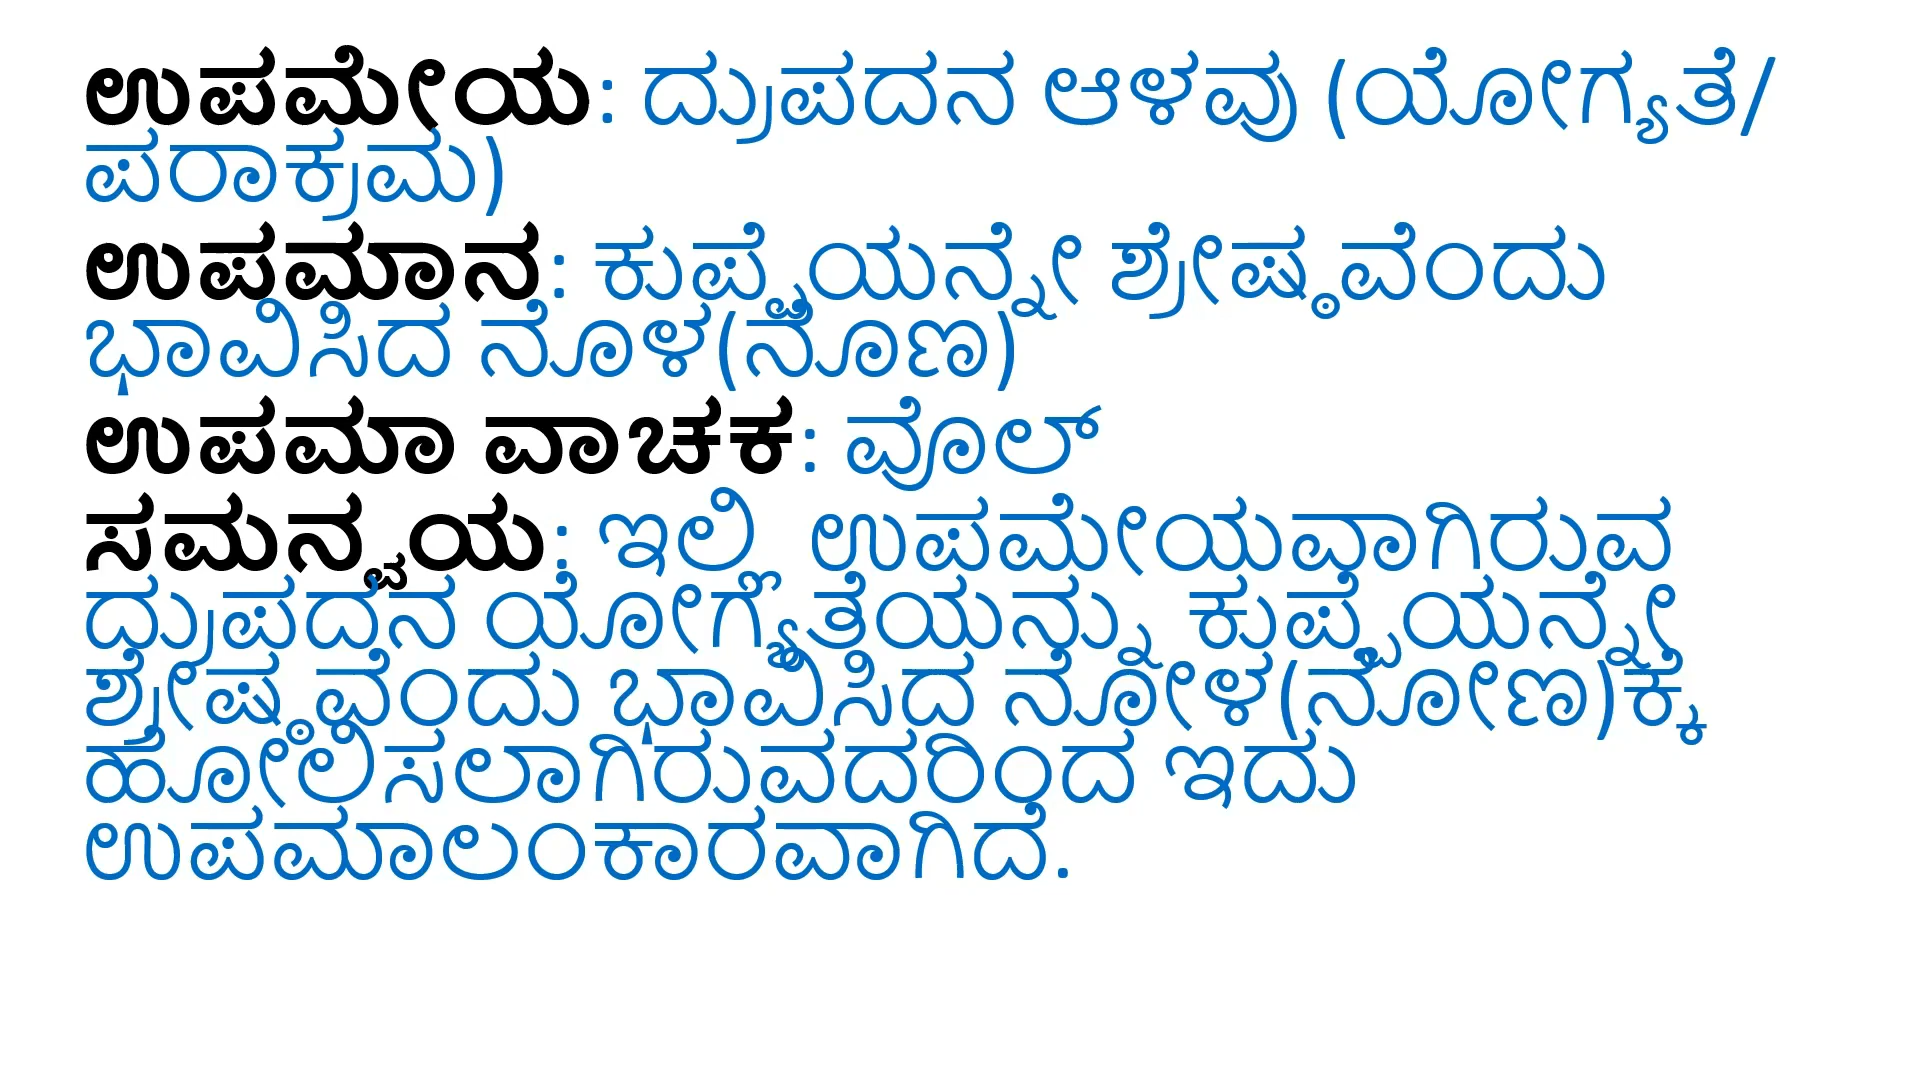 ಉಪಮೇಯ: ದ್ರುಪದನ ಆಳವು (ಯೋಗ್ಯತೆ/
ಪರಾಕ್ರಮ)
ಉಪಮಾನ: ಕುಪ್ಪೆಯನ್ನೇ ಶ್ರೇಷ್ಠವೆಂದು
ಭಾವಿಸಿದ ನೊಳ(ನೊಣ)
ಉಪಮಾ ವಾಚಕ: ವೊಲ್
ಸಮನ್ವಯ: ಇಲ್ಲಿ ಉಪಮೇಯವಾಗಿರುವ
ದ್ರುಪದನ ಯೋಗ್ಯತೆಯನ್ನು ಕುಪ್ಪೆಯನ್ನೇ
ಶ್ರೇಷ್ಠವೆಂದು ಭಾವಿಸಿದ ನೋಳ(ನೋಣ)ಕ್ಕೆ
ಹೋಲಿಸಲಾಗಿರುವದರಿಂದ ಇದು
ಉಪಮಾಲಂಕಾರವಾಗಿದೆ.